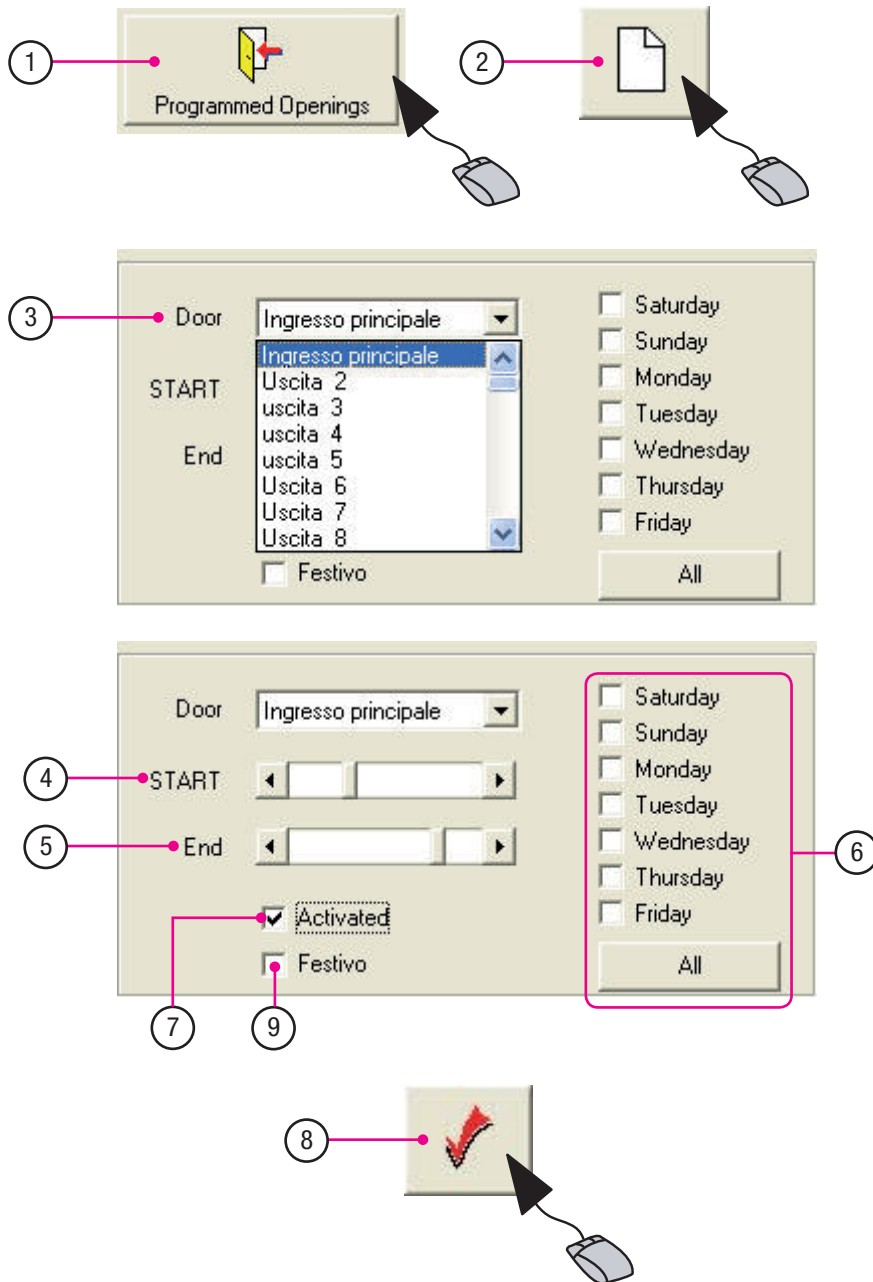 1
Programmed Openings
2
3
Door
Ingresso principale
Ingresso principale
Uscita 2
uscita 3
uscita 4
uscita 5
Uscita 6
Uscita 7
Uscita 8
START
End
Festivo
Saturday
Sunday
Monday
Tuesday
Wednesday
Thursday
Friday
All
Door
Ingresso principale
4
START
5
End
7
Activated
9
Festivo
Saturday
Sunday
Monday
Tuesday
Wednesday
Thursday
Friday
All
6
8